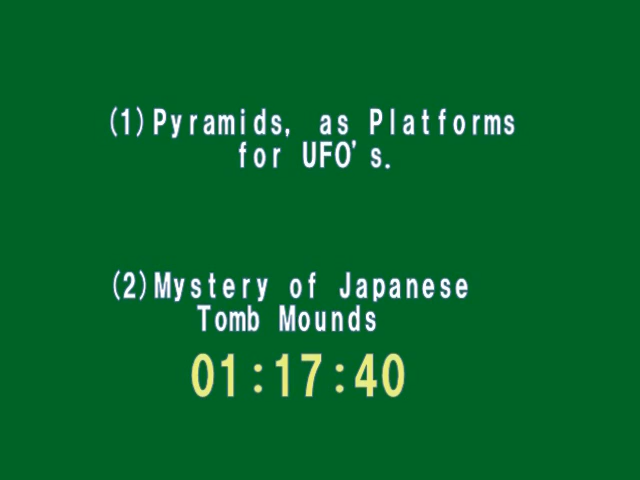 (1)Pyramids, as Platforms
for UFO's.
(2)Mystery of Japanese
Tomb Mounds
01:17:40